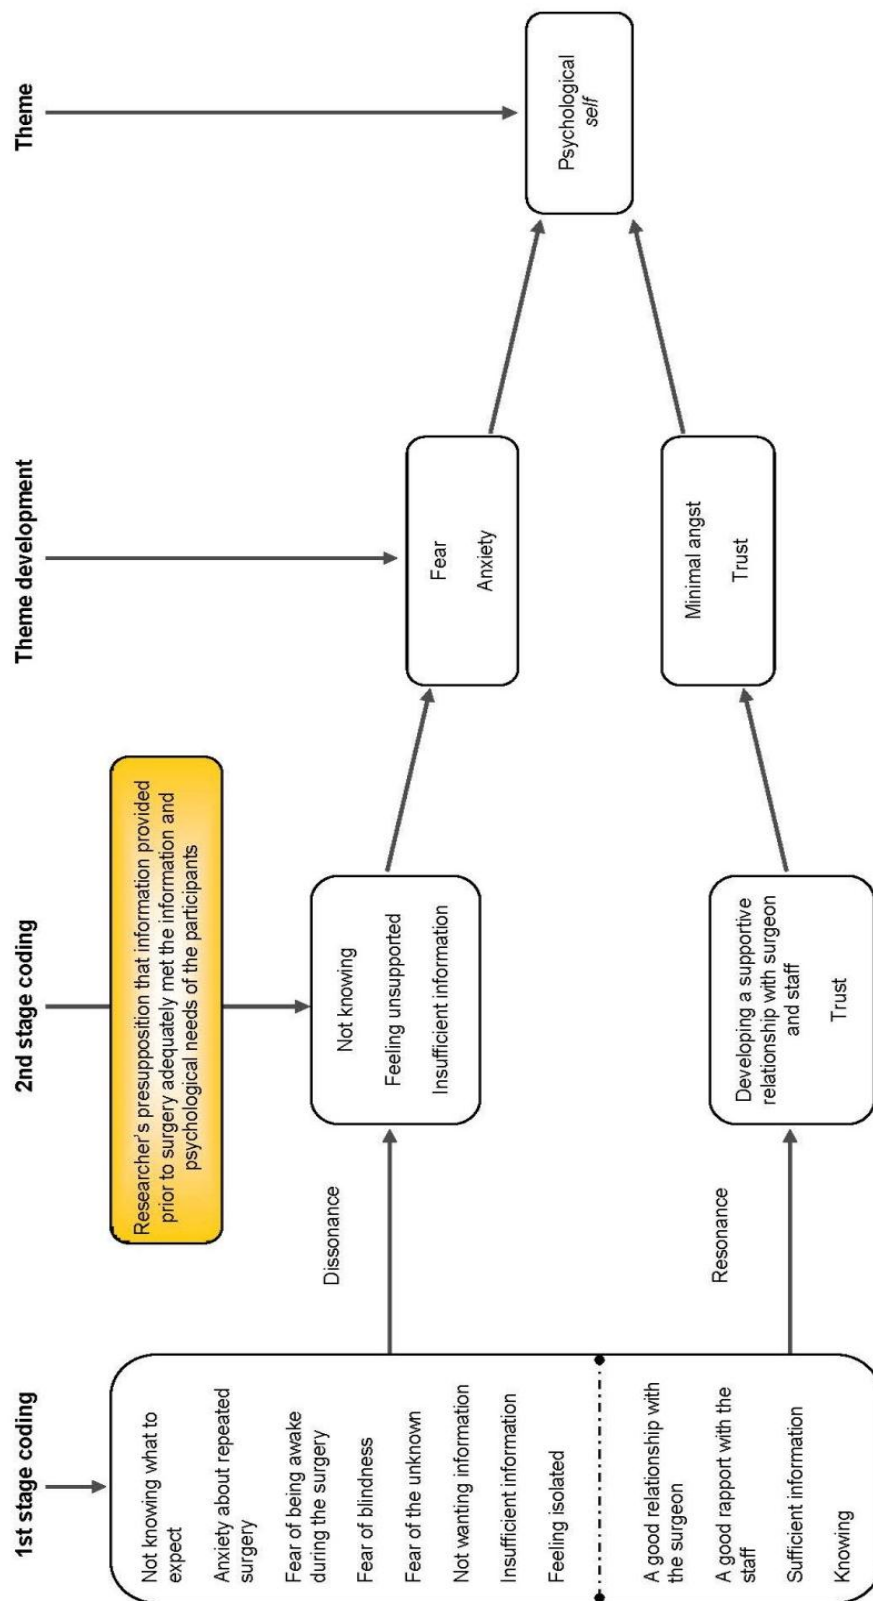 1st stage coding
Not knowing what to
expect
Anxiety about repeated
surgery
Fear of being awake
during the surgery
Fear of blindness
Fear of the unknown
Not wanting information
Insufficient information
Feeling isolated
A good relationship with
the surgeon
A good rapport with the
staff
Sufficient information
Knowing
Dissonance
Resonance
2nd stage coding
Researcher's presupposition that information provided
prior to surgery adequately met the information and
psychological needs of the participants
Not knowing
Feeling unsupported
Insufficient information
Developing a supportive
relationship with surgeon
and staff
Trust
Theme development
Fear
Anxiety
Minimal angst
Trust
Theme
Psychological
self